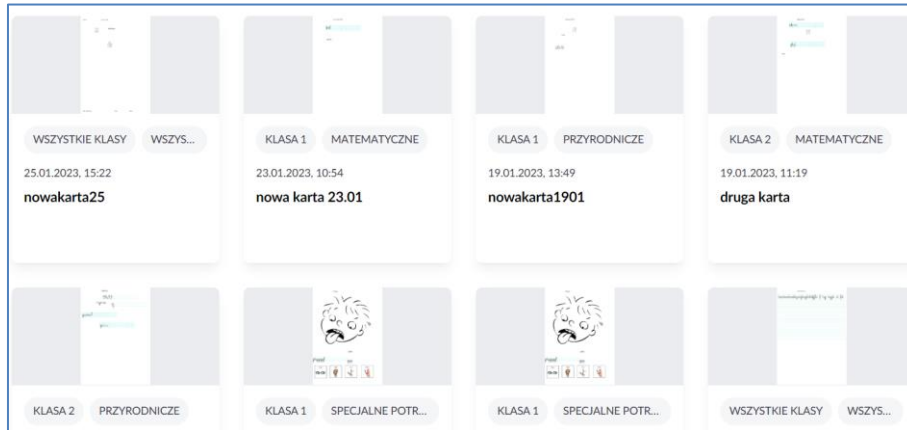 WSZYSTKIE KLASY WSZYS...
25.01.2023, 15:22
nowakarta25
KLASA 1 MATEMATYCZNE
23.01.2023, 10:54
nowa karta 23.01
KLASA 1 PRZYRODNICZE
19.01.2023, 13:49
nowakarta1901
KLASA 2 MATEMATYCZNE
19.01.2023, 11:19
druga karta
KLASA 2 PRZYRODNICZE
KLASA 1 SPECJALNE POTR...
KLASA 1 SPECJALNE POTR...
WSZYSTKIE KLASY WSZYS...